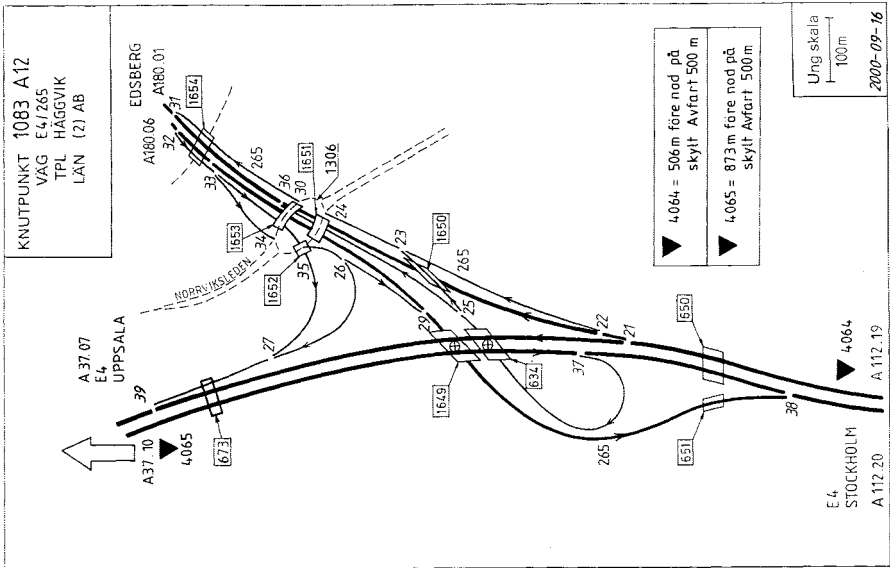 KNUTPUNKT 1083 A12
VÄG E4/265
TPL HÄGGVIK
LÄN (2) AB
EDSBERG
A180.01
A180.06
31
32
1654
33
265
36
30
1651
1306
1653
34
24
NORRVIKSLEDEN
1652
35
26
23
1650
265
25
29
27
A 37.07
E4
UPPSALA
39
A37.10
4065
673
1649
634
22
21
37
650
651
265
38
4064
A 112.19
E 4
STOCKHOLM
A 112.20
4064 = 506m före nod på
skylt Avfart 500 m
4065 = 873m före nod på
skylt Avfart 500m
Ung skala
100m
2000-09-16